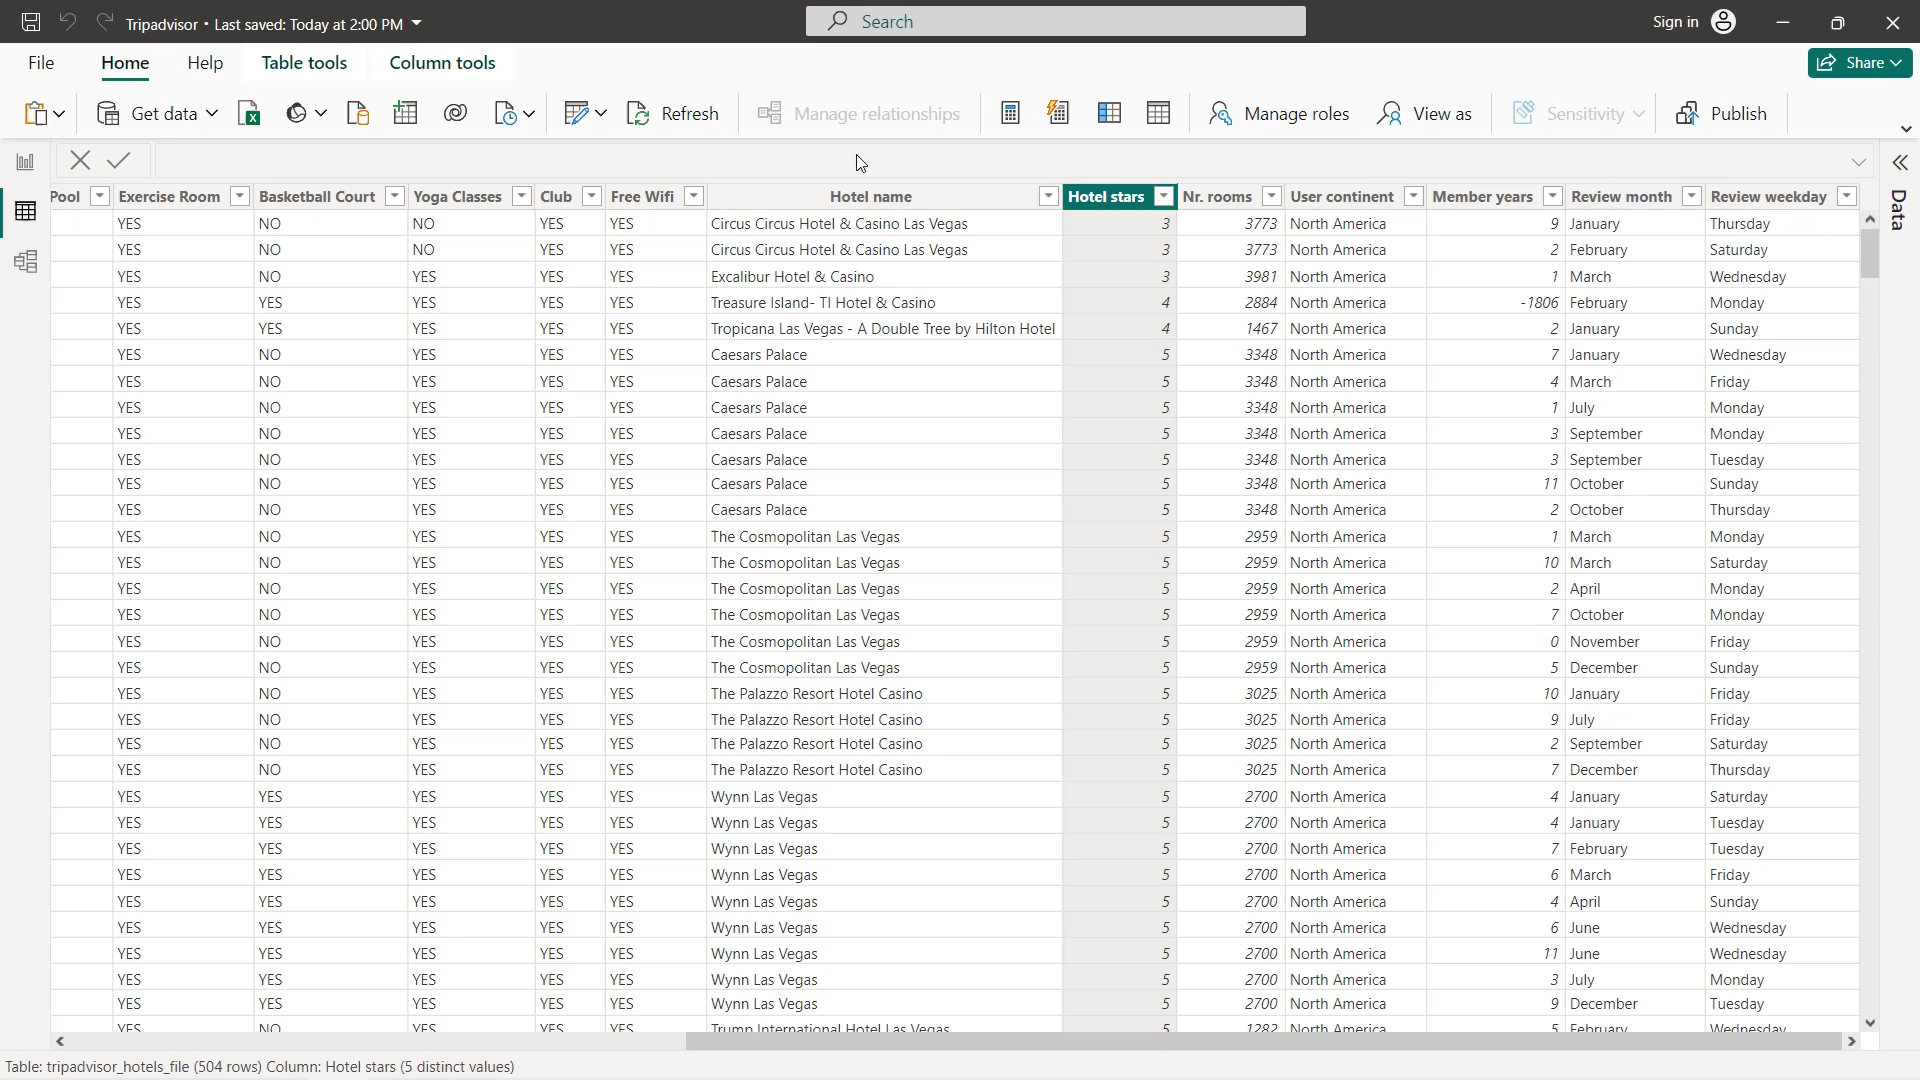 Tripadvisor • Last saved: Today at 2:00 PM
Search
Sign in
File Home Help Table tools Column tools
Share
Get data Refresh Manage relationships Manage roles View as Sensitivity Publish
Pool Exercise Room Basketball Court Yoga Classes Club Free Wifi Hotel name Hotel stars Nr. rooms User continent Member years Review month Review weekday
YES NO NO YES YES Circus Circus Hotel & Casino Las Vegas 3 3773 North America 9 January Thursday
YES NO NO YES YES Circus Circus Hotel & Casino Las Vegas 3 3773 North America 2 February Saturday
YES NO YES YES YES Excalibur Hotel & Casino 3 3981 North America 1 March Wednesday
YES YES YES YES YES Treasure Island- TI Hotel & Casino 4 2884 North America -1806 February Monday
YES YES YES YES YES Tropicana Las Vegas - A Double Tree by Hilton Hotel 4 1467 North America 2 January Sunday
YES NO YES YES YES Caesars Palace 5 3348 North America 7 January Wednesday
YES NO YES YES YES Caesars Palace 5 3348 North America 4 March Friday
YES NO YES YES YES Caesars Palace 5 3348 North America 1 July Monday
YES NO YES YES YES Caesars Palace 5 3348 North America 3 September Monday
YES NO YES YES YES Caesars Palace 5 3348 North America 3 September Tuesday
YES NO YES YES YES Caesars Palace 5 3348 North America 11 October Sunday
YES NO YES YES YES Caesars Palace 5 3348 North America 2 October Thursday
YES NO YES YES YES The Cosmopolitan Las Vegas 5 2959 North America 1 March Monday
YES NO YES YES YES The Cosmopolitan Las Vegas 5 2959 North America 10 March Saturday
YES NO YES YES YES The Cosmopolitan Las Vegas 5 2959 North America 2 April Monday
YES NO YES YES YES The Cosmopolitan Las Vegas 5 2959 North America 7 October Monday
YES NO YES YES YES The Cosmopolitan Las Vegas 5 2959 North America 0 November Friday
YES NO YES YES YES The Cosmopolitan Las Vegas 5 2959 North America 5 December Sunday
YES NO YES YES YES The Palazzo Resort Hotel Casino 5 3025 North America 10 January Friday
YES NO YES YES YES The Palazzo Resort Hotel Casino 5 3025 North America 9 July Friday
YES NO YES YES YES The Palazzo Resort Hotel Casino 5 3025 North America 2 September Saturday
YES NO YES YES YES The Palazzo Resort Hotel Casino 5 3025 North America 7 December Thursday
YES YES YES YES YES Wynn Las Vegas 5 2700 North America 4 January Saturday
YES YES YES YES YES Wynn Las Vegas 5 2700 North America 4 January Tuesday
YES YES YES YES YES Wynn Las Vegas 5 2700 North America 7 February Tuesday
YES YES YES YES YES Wynn Las Vegas 5 2700 North America 6 March Friday
YES YES YES YES YES Wynn Las Vegas 5 2700 North America 4 April Sunday
YES YES YES YES YES Wynn Las Vegas 5 2700 North America 6 June Wednesday
YES YES YES YES YES Wynn Las Vegas 5 2700 North America 11 June Wednesday
YES YES YES YES YES Wynn Las Vegas 5 2700 North America 3 July Monday
YES YES YES YES YES Wynn Las Vegas 5 2700 North America 9 December Tuesday
YES NO YES YES YES Trump International Hotel Las Vegas 5 1282 North America 5 February Wednesday
Data
Table: tripadvisor_hotels_file (504 rows) Column: Hotel stars (5 distinct values)